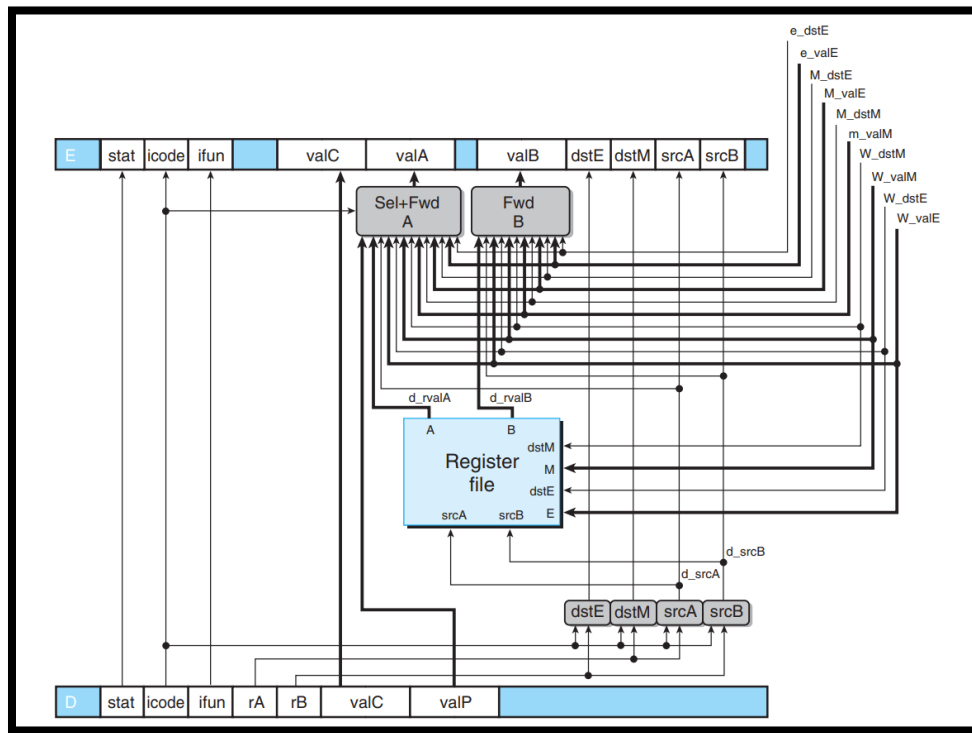 e_dstE
e_valE
M_dstE
M_valE
M_dstM
m_valM
W_dstM
W_valM
W_dstE
W_valE
E stat icode ifun valC valA valB dstE dstM srcA srcB
Sel+Fwd
A
Fwd
B
d_rvalA
d_rvalB
A B
dstM
Register
file
M
dstE
srcA srcB E
d_srcB
d_srcA
dstE dstM srcA srcB
D stat icode ifun rA rB valC valP